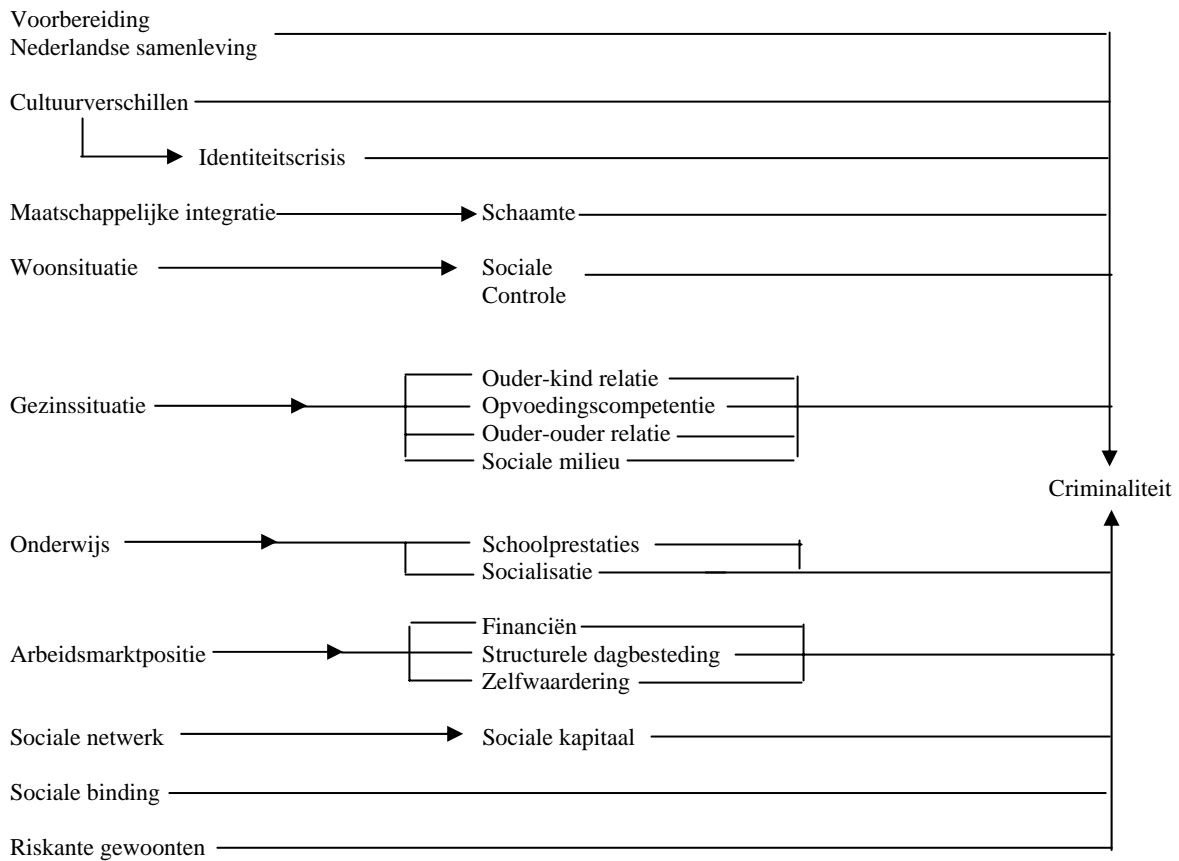 Voorbereiding
Nederlandse samenleving
Cultuurverschillen
Identiteitscrisis
Maatschappelijke integratie
Schaamte
Woonsituatie
Sociale
Controle
Gezinssituatie
Ouder-kind relatie
Opvoedingscompetentie
Ouder-ouder relatie
Sociale milieu
Criminaliteit
Onderwijs
Schoolprestaties
Socialisatie
Arbeidsmarktpositie
Financiën
Structurele dagbesteding
Zelfwaardering
Sociale netwerk
Sociale kapitaal
Sociale binding
Riskante gewoonten